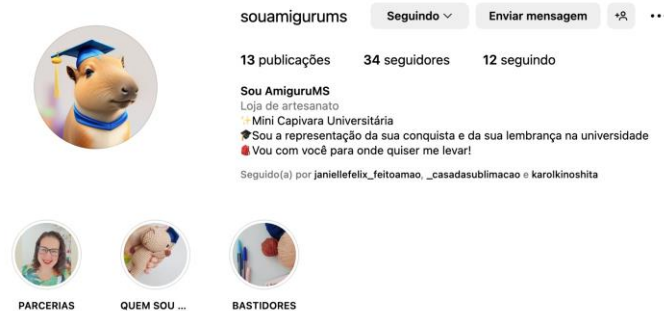 souamigurums Seguindo Enviar mensagem
13 publicações 34 seguidores 12 seguindo
Sou AmiguruMS
Loja de artesanato
✨Mini Capivara Universitária
🎓Sou a representação da sua conquista e da sua lembrança na universidade
🎒Vou com você para onde quiser me levar!
Seguido(a) por janiellefelix_feitoamao, _casadasublimacao e karolkinoshita
PARCERIAS QUEM SOU ... BASTIDORES